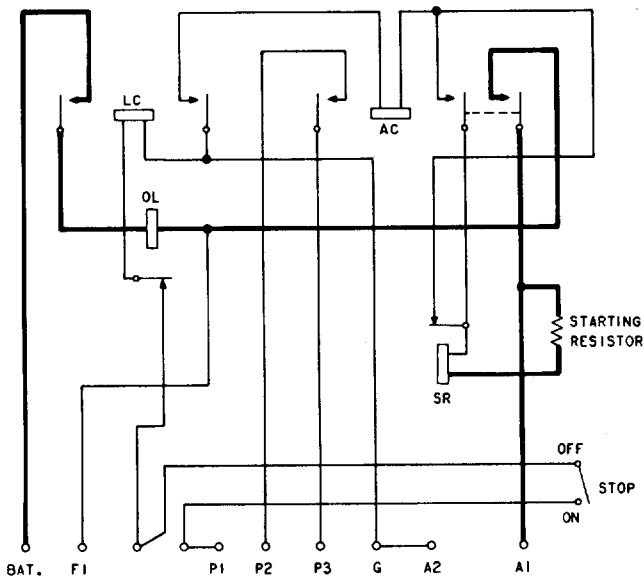 LC
AC
OL
STARTING
RESISTOR
SR
OFF
STOP
ON
BAT. F1 P1 P2 P3 G A2 A1